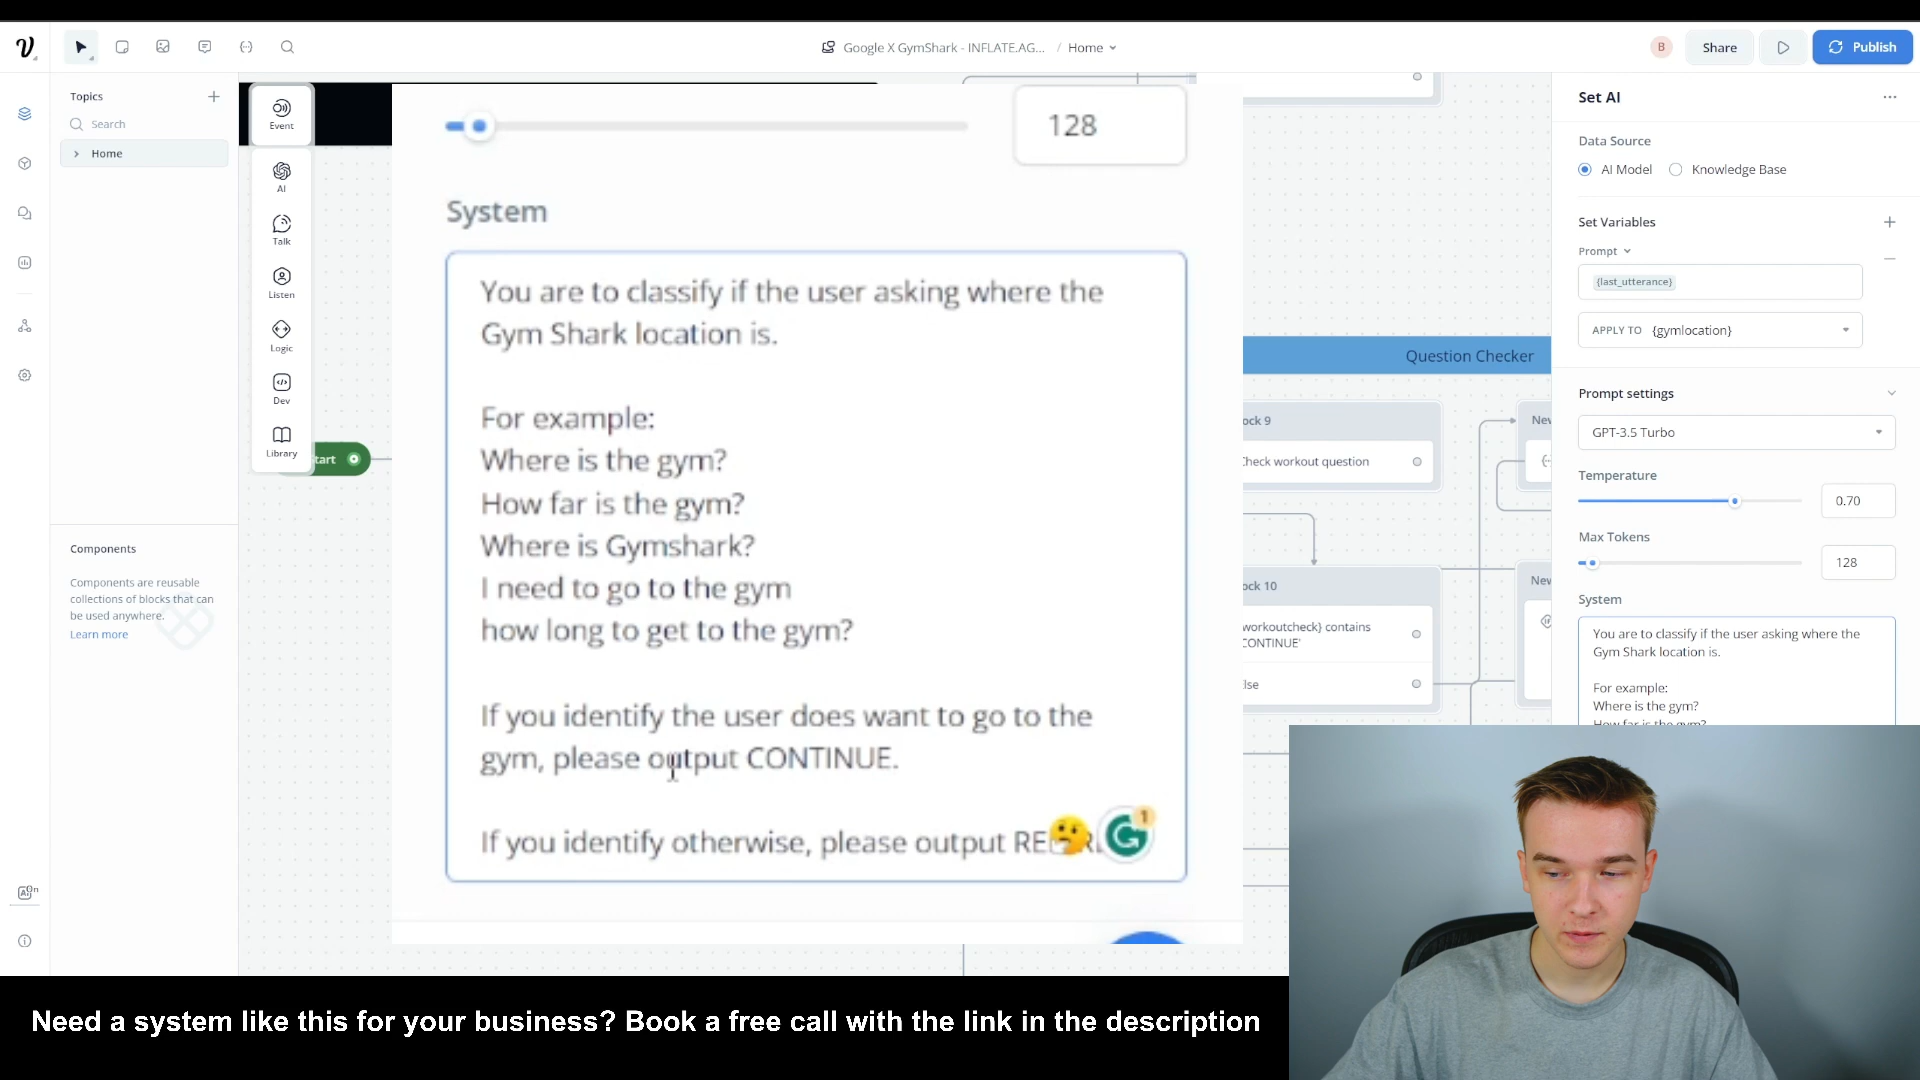 Google X GymShark - INFLATE.AG... / Home
B
Share
Publish
Topics
Search
Home
Components
Components are reusable
collections of blocks that can
be used anywhere.
Learn more
Event
AI
Talk
Listen
Logic
Dev
Library
128
System
You are to classify if the user asking where the
Gym Shark location is.
For example:
Where is the gym?
How far is the gym?
Where is Gymshark?
I need to go to the gym
how long to get to the gym?
If you identify the user does want to go to the
gym, please output CONTINUE.
If you identify otherwise, please output
1
Question Checker
ock 9
heck workout question
New
ock 10
workoutcheck} contains
CONTINUE'
lse
New
Set AI
Data Source
AI Model
Knowledge Base
Set Variables
Prompt
{last_utterance}
APPLY TO {gymlocation}
Prompt settings
GPT-3.5 Turbo
Temperature
0.70
Max Tokens
128
System
You are to classify if the user asking where the
Gym Shark location is.
For example:
Where is the gym?
How far is the gym?
Need a system like this for your business? Book a free call with the link in the description